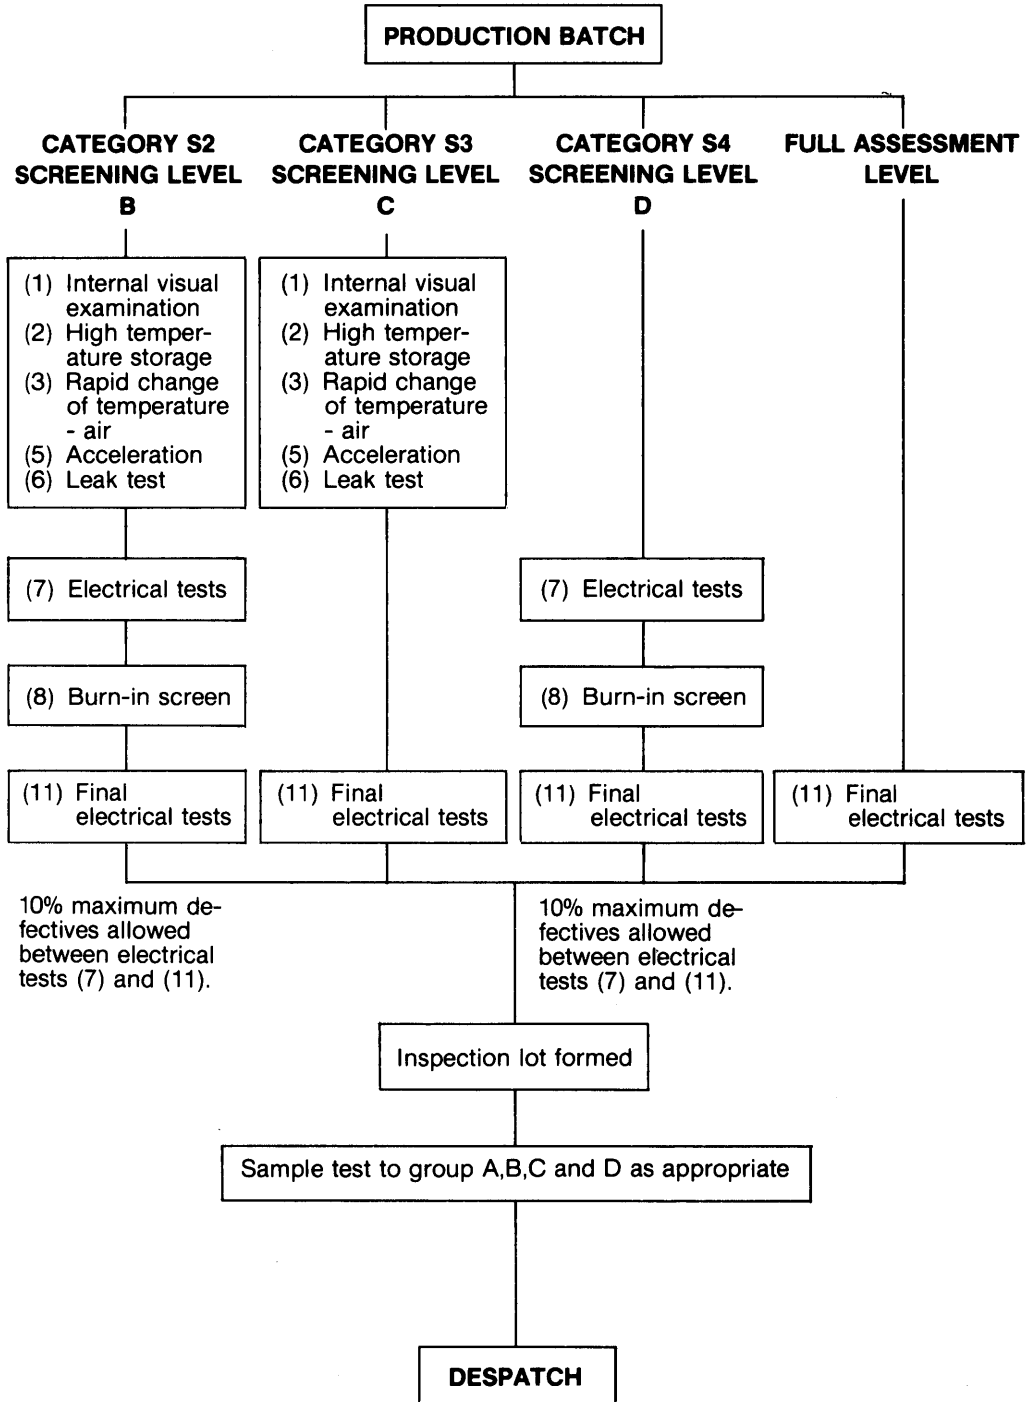 PRODUCTION BATCH
CATEGORY S2
SCREENING LEVEL
B
CATEGORY S3
SCREENING LEVEL
C
CATEGORY S4
SCREENING LEVEL
D
FULL ASSESSMENT
LEVEL
(1) Internal visual
examination
(2) High temper-
ature storage
(3) Rapid change
of temperature
- air
(5) Acceleration
(6) Leak test
(1) Internal visual
examination
(2) High temper-
ature storage
(3) Rapid change
of temperature
- air
(5) Acceleration
(6) Leak test
(7) Electrical tests
(7) Electrical tests
(8) Burn-in screen
(8) Burn-in screen
(11) Final
electrical tests
(11) Final
electrical tests
(11) Final
electrical tests
(11) Final
electrical tests
10% maximum de-
fectives allowed
between electrical
tests (7) and (11).
10% maximum de-
fectives allowed
between electrical
tests (7) and (11).
Inspection lot formed
Sample test to group A,B,C and D as appropriate
DESPATCH